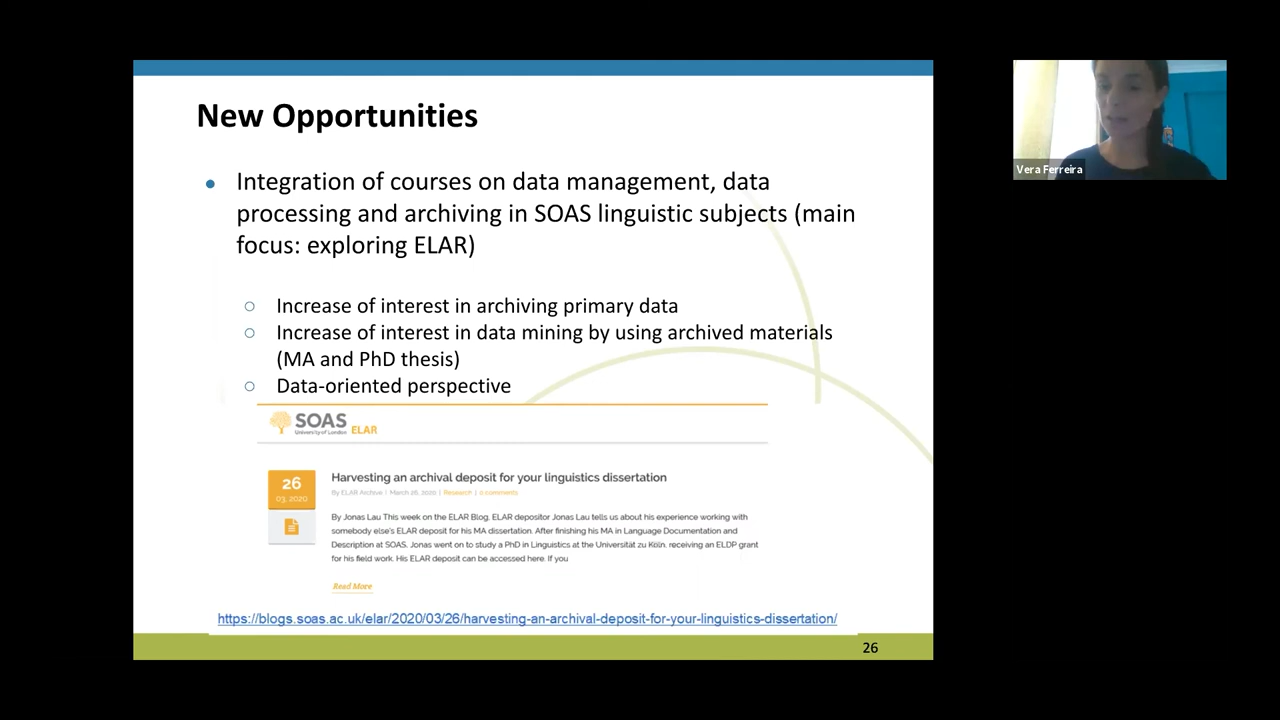 New Opportunities
Integration of courses on data management, data
processing and archiving in SOAS linguistic subjects (main
focus: exploring ELAR)
Increase of interest in archiving primary data
Increase of interest in data mining by using archived materials
(MA and PhD thesis)
Data-oriented perspective
SOAS
University of London
ELAR
26
03, 2020
Harvesting an archival deposit for your linguistics dissertation
By ELAR Archive | March 26, 2020 | Research | 0 Comments
By Jonas Lau This week on the ELAR Blog, ELAR depositor Jonas Lau tells us about his experience working with
somebody else's ELAR deposit for his MA dissertation. After finishing his MA in Language Documentation and
Description at SOAS, Jonas went on to study a PhD in Linguistics at the Universität zu Köln, receiving an ELDP grant
for his field work. His ELAR deposit can be accessed here. If you
Read More
https://blogs.soas.ac.uk/elar/2020/03/26/harvesting-an-archival-deposit-for-your-linguistics-dissertation/
26
Vera Ferreira